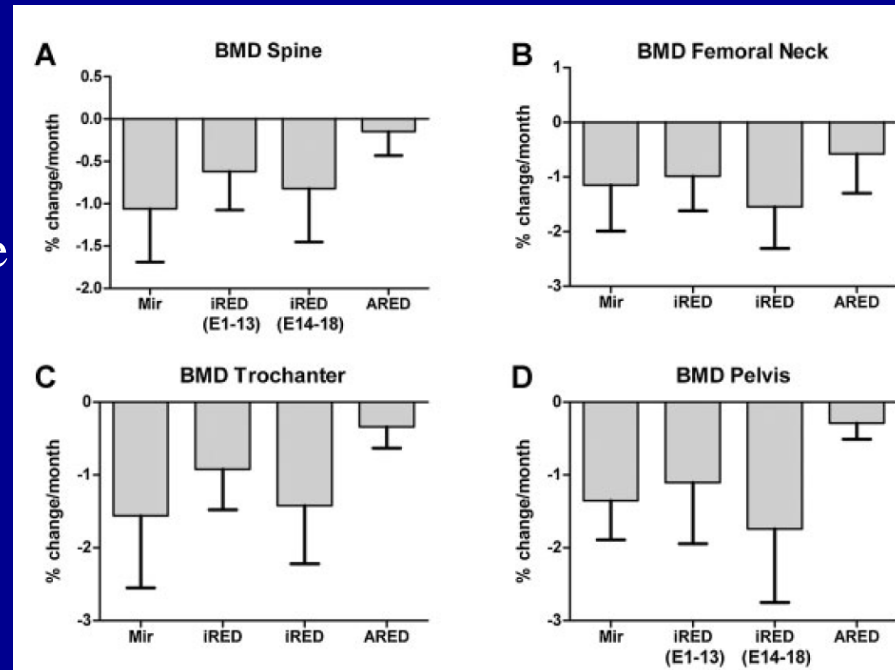 e
A
BMD Spine
% change/month
0.5
0.0
-0.5
-1.0
-1.5
-2.0
Mir iRED iRED ARED
(E1-13) (E14-18)
B
BMD Femoral Neck
% change/month
1
0
-1
-2
-3
Mir iRED iRED ARED
C
BMD Trochanter
% change/month
0
-1
-2
-3
Mir iRED iRED ARED
D
BMD Pelvis
% change/month
0
-1
-2
-3
Mir iRED iRED ARED
(E1-13) (E14-18)